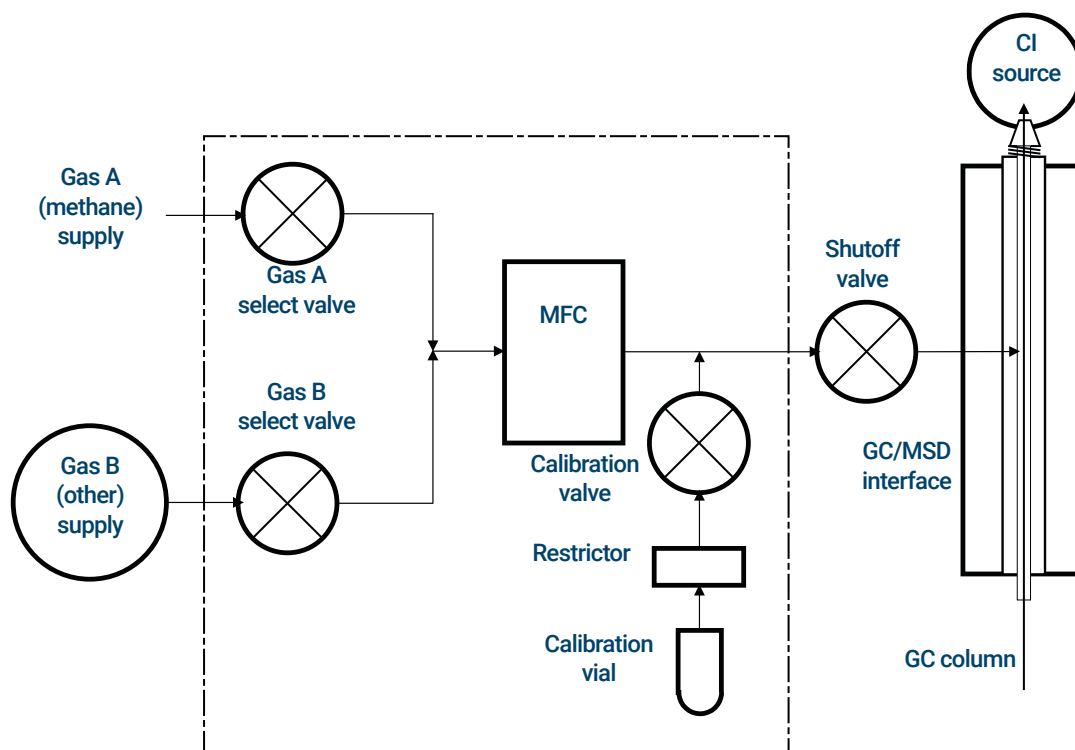 CI
source
Gas A
(methane)
supply
Gas A
select valve
Shutoff
valve
MFC
Gas B
select valve
Gas B
(other)
supply
Calibration
valve
GC/MSD
interface
Restrictor
Calibration
vial
GC column